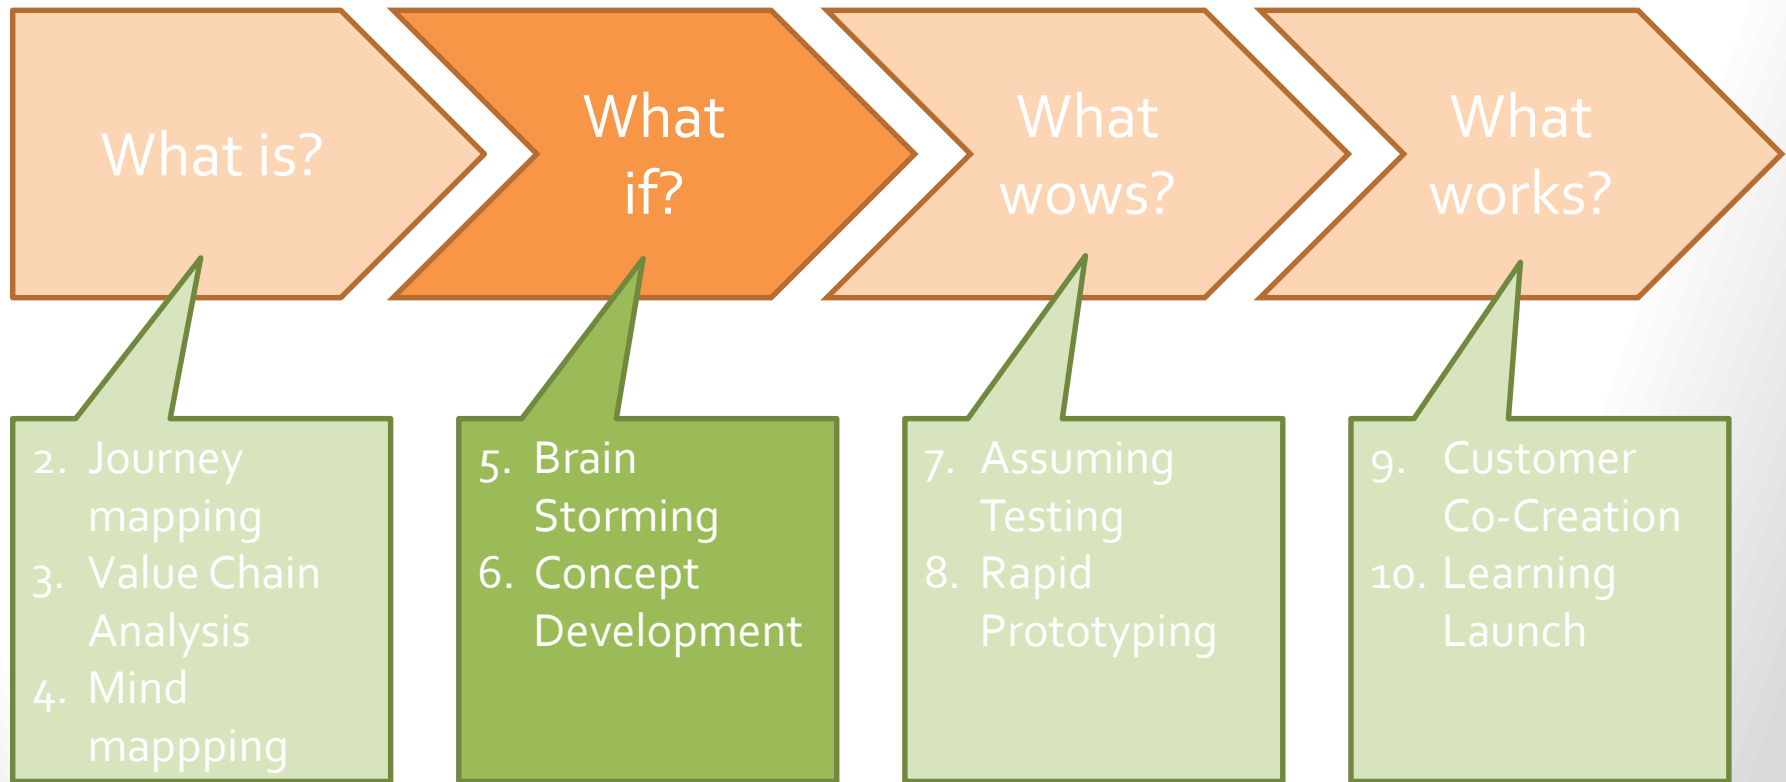 What is?
What
if?
What
wows?
What
works?
2. Journey
mapping
3. Value Chain
Analysis
4. Mind
mappping
5. Brain
Storming
6. Concept
Development
7. Assuming
Testing
8. Rapid
Prototyping
9. Customer
Co-Creation
10. Learning
Launch